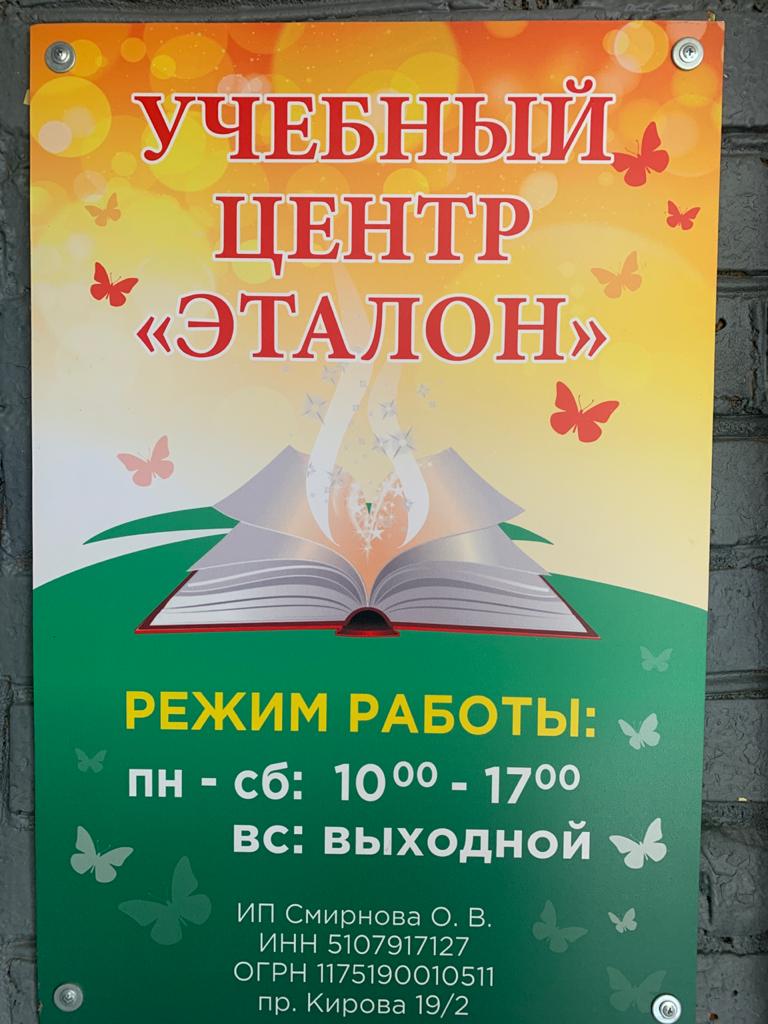 УЧЕБНЫЙ
ЦЕНТР
«ЭТАЛОН»
РЕЖИМ РАБОТЫ:
пн - сб: 10⁰⁰ - 17⁰⁰
вс: выходной
ИП Смирнова О. В.
ИНН 5107917127
ОГРН 1175190010511
пр. Кирова 19/2